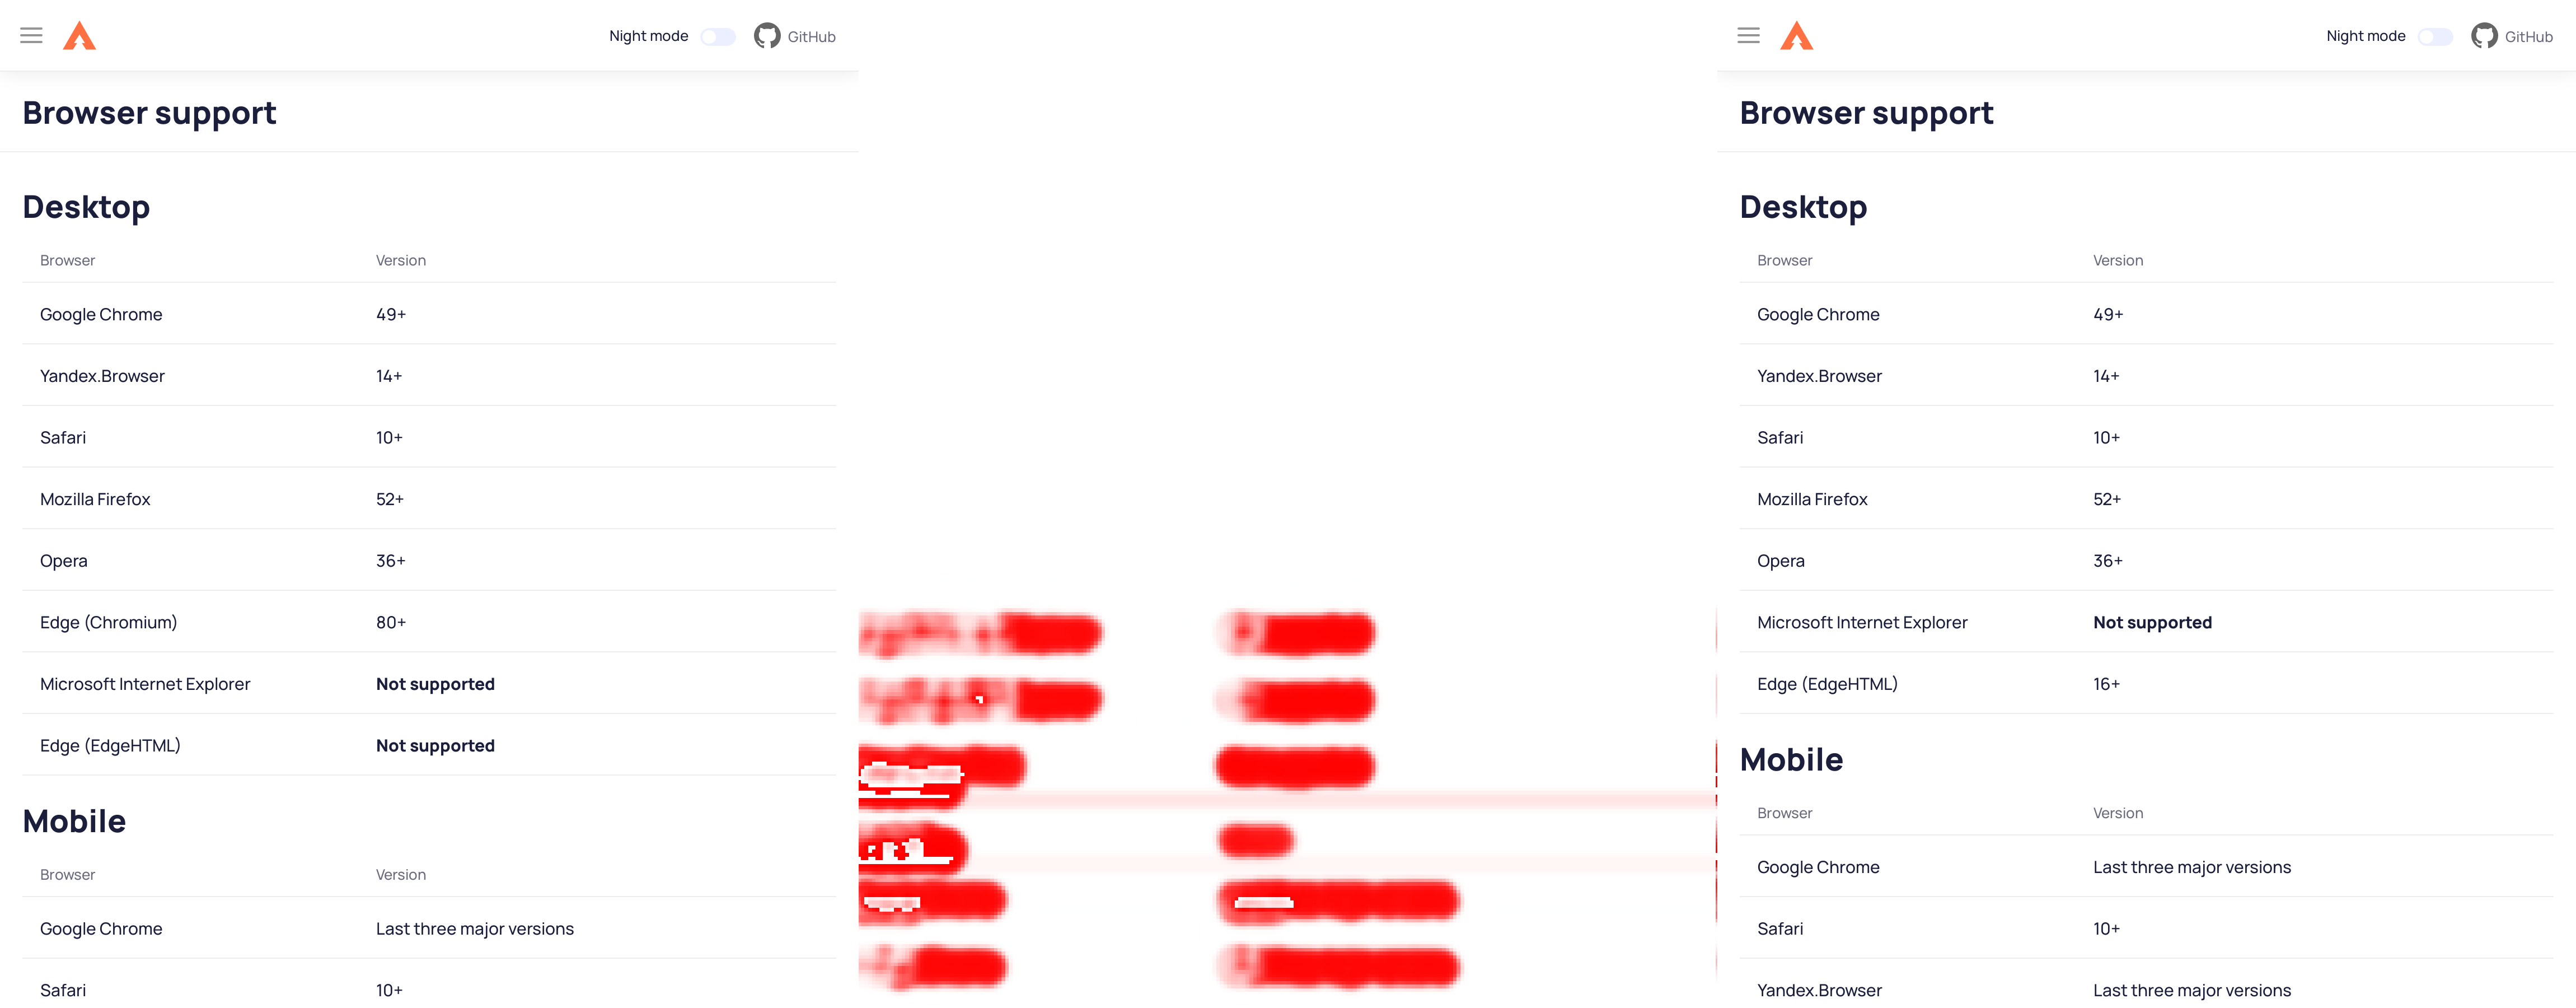 Night mode GitHub
Browser support
Desktop
Browser Version
Google Chrome 49+
Yandex.Browser 14+
Safari 10+
Mozilla Firefox 52+
Opera 36+
Edge (Chromium) 80+
Microsoft Internet Explorer Not supported
Edge (EdgeHTML) Not supported
Mobile
Browser Version
Google Chrome Last three major versions
Safari 10+
Night mode GitHub
Browser support
Desktop
Browser Version
Google Chrome 49+
Yandex.Browser 14+
Safari 10+
Mozilla Firefox 52+
Opera 36+
Microsoft Internet Explorer Not supported
Edge (EdgeHTML) 16+
Mobile
Browser Version
Google Chrome Last three major versions
Safari 10+
Yandex.Browser Last three major versions